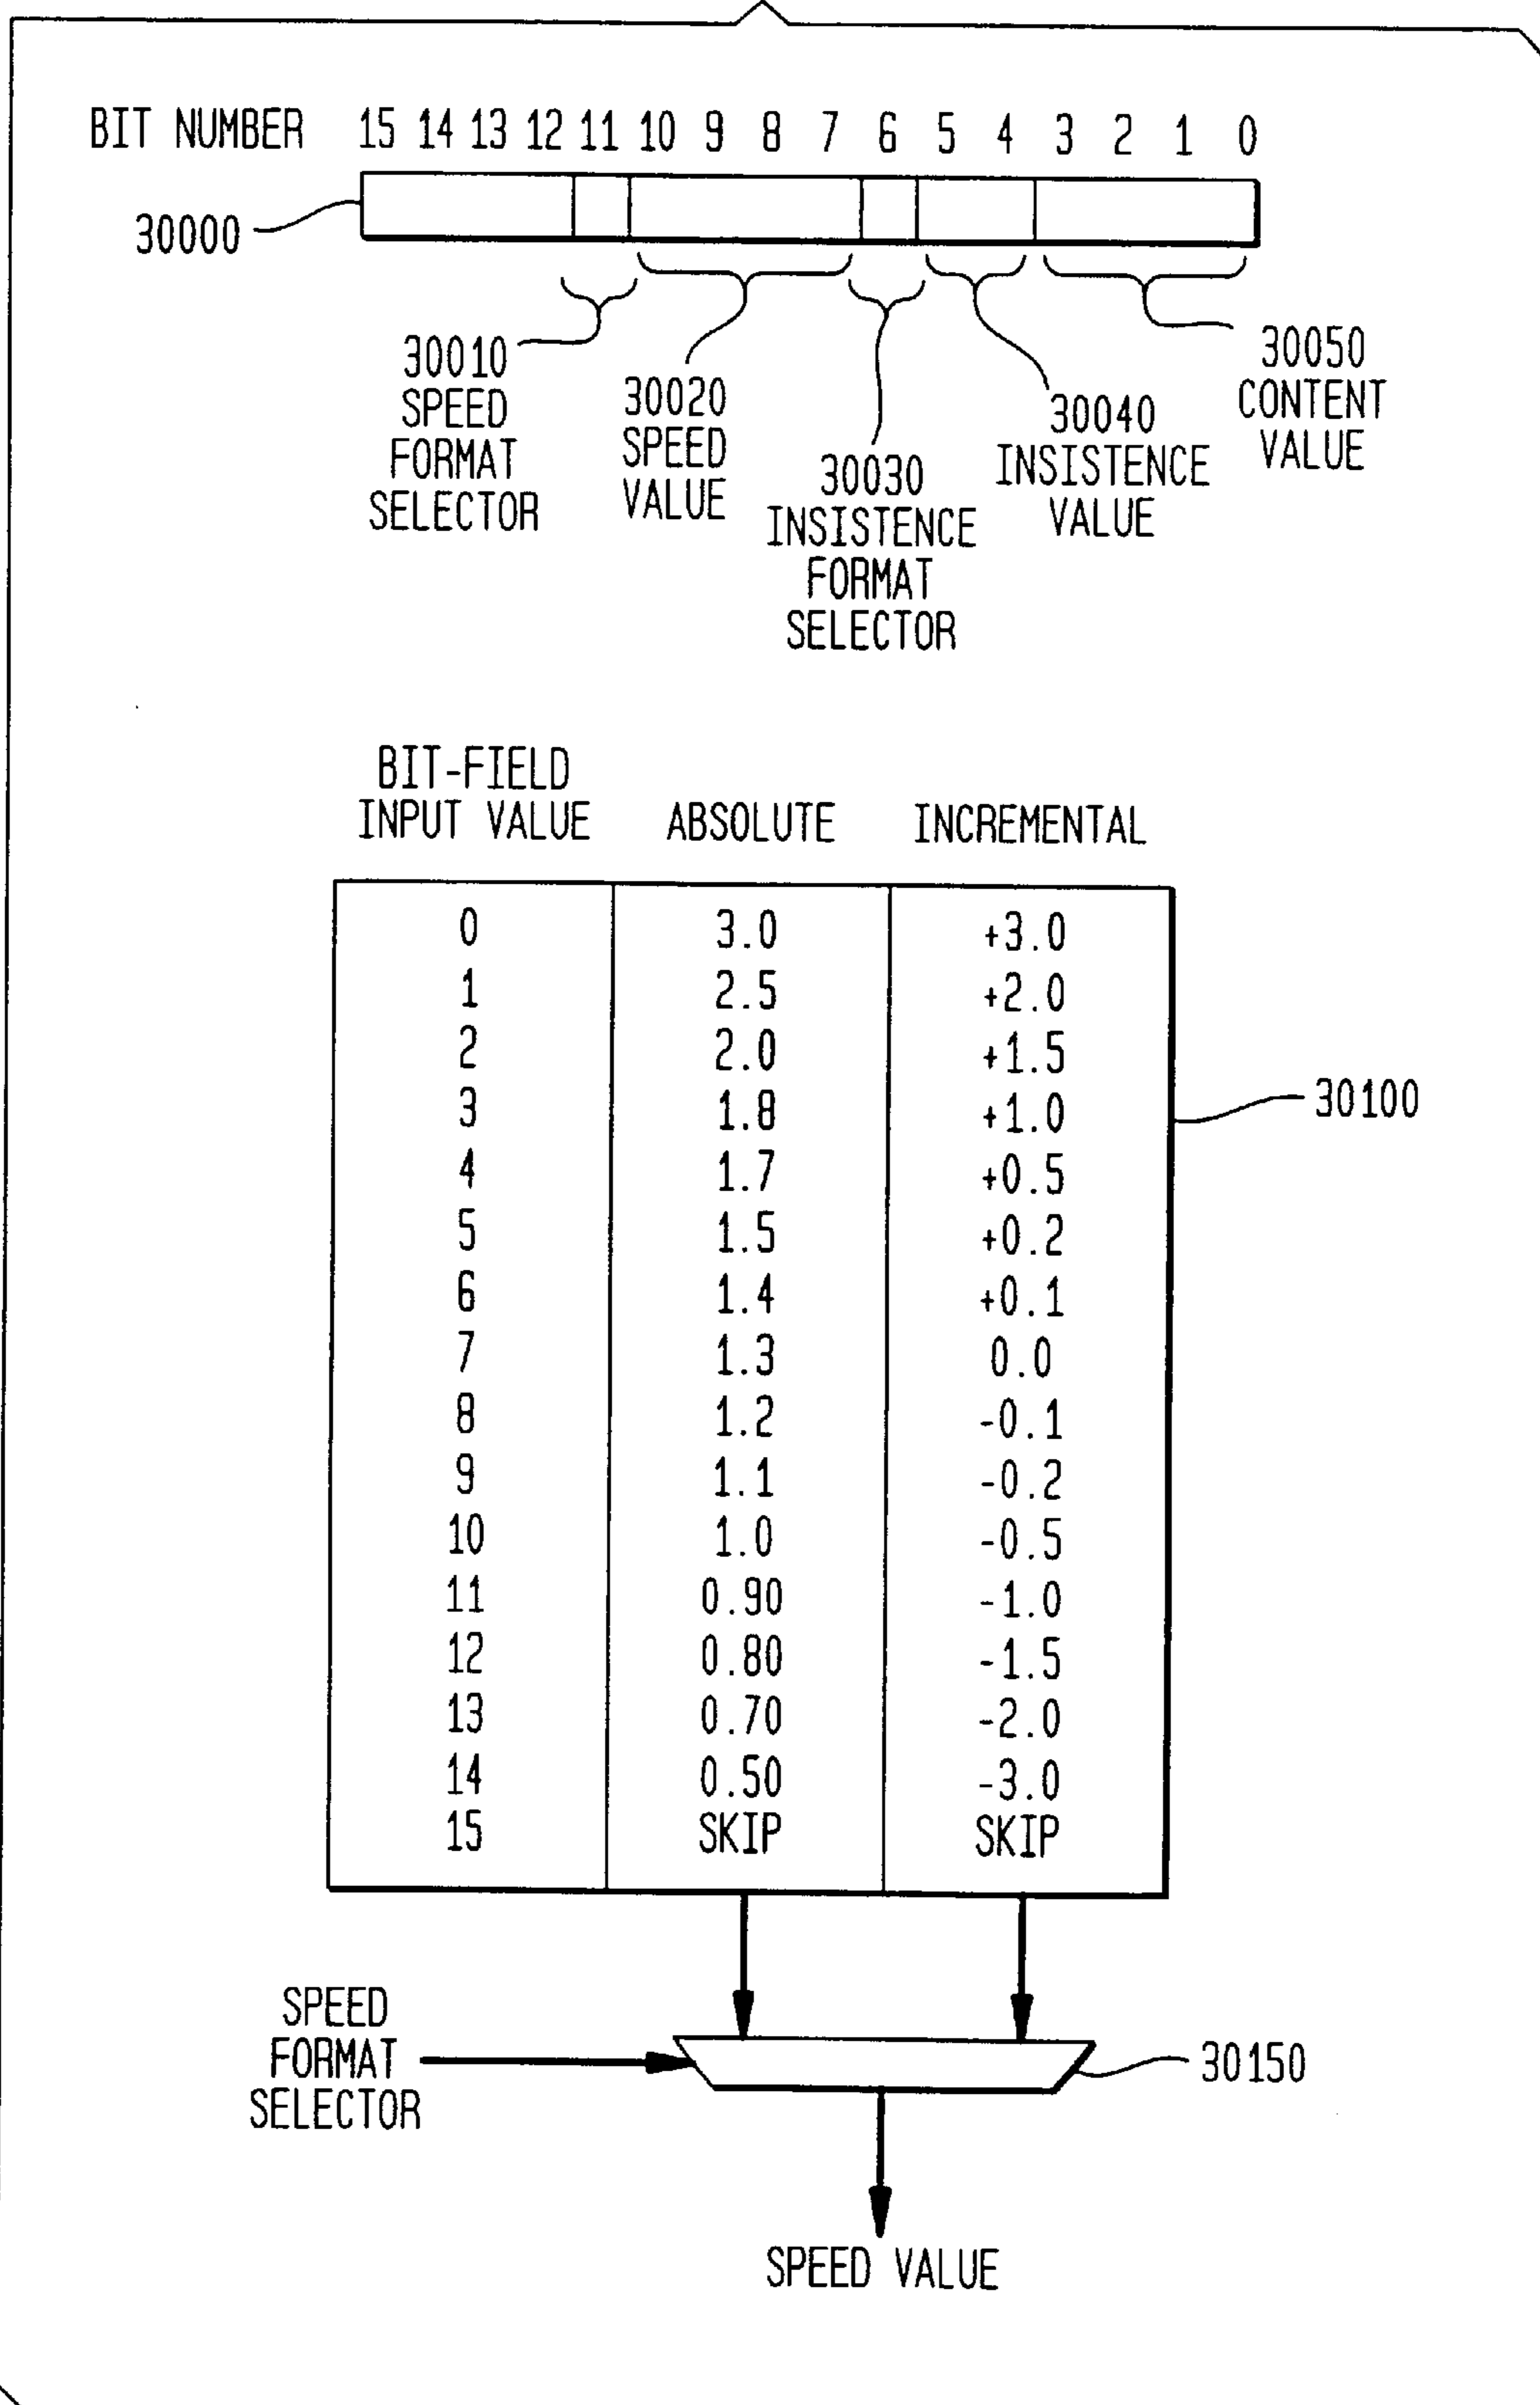 BIT NUMBER 15 14 13 12 11 10 9 8 7 6 5 4 3 2 1 0
30000
30010
SPEED
FORMAT
SELECTOR
30020
SPEED
VALUE
30030
INSISTENCE
FORMAT
SELECTOR
30040
INSISTENCE
VALUE
30050
CONTENT
VALUE
BIT-FIELD
INPUT VALUE ABSOLUTE INCREMENTAL
0 3.0 +3.0
1 2.5 +2.0
2 2.0 +1.5
3 1.8 +1.0
4 1.7 +0.5
5 1.5 +0.2
6 1.4 +0.1
7 1.3 0.0
8 1.2 -0.1
9 1.1 -0.2
10 1.0 -0.5
11 0.90 -1.0
12 0.80 -1.5
13 0.70 -2.0
14 0.50 -3.0
15 SKIP SKIP
30100
SPEED
FORMAT
SELECTOR
30150
SPEED VALUE